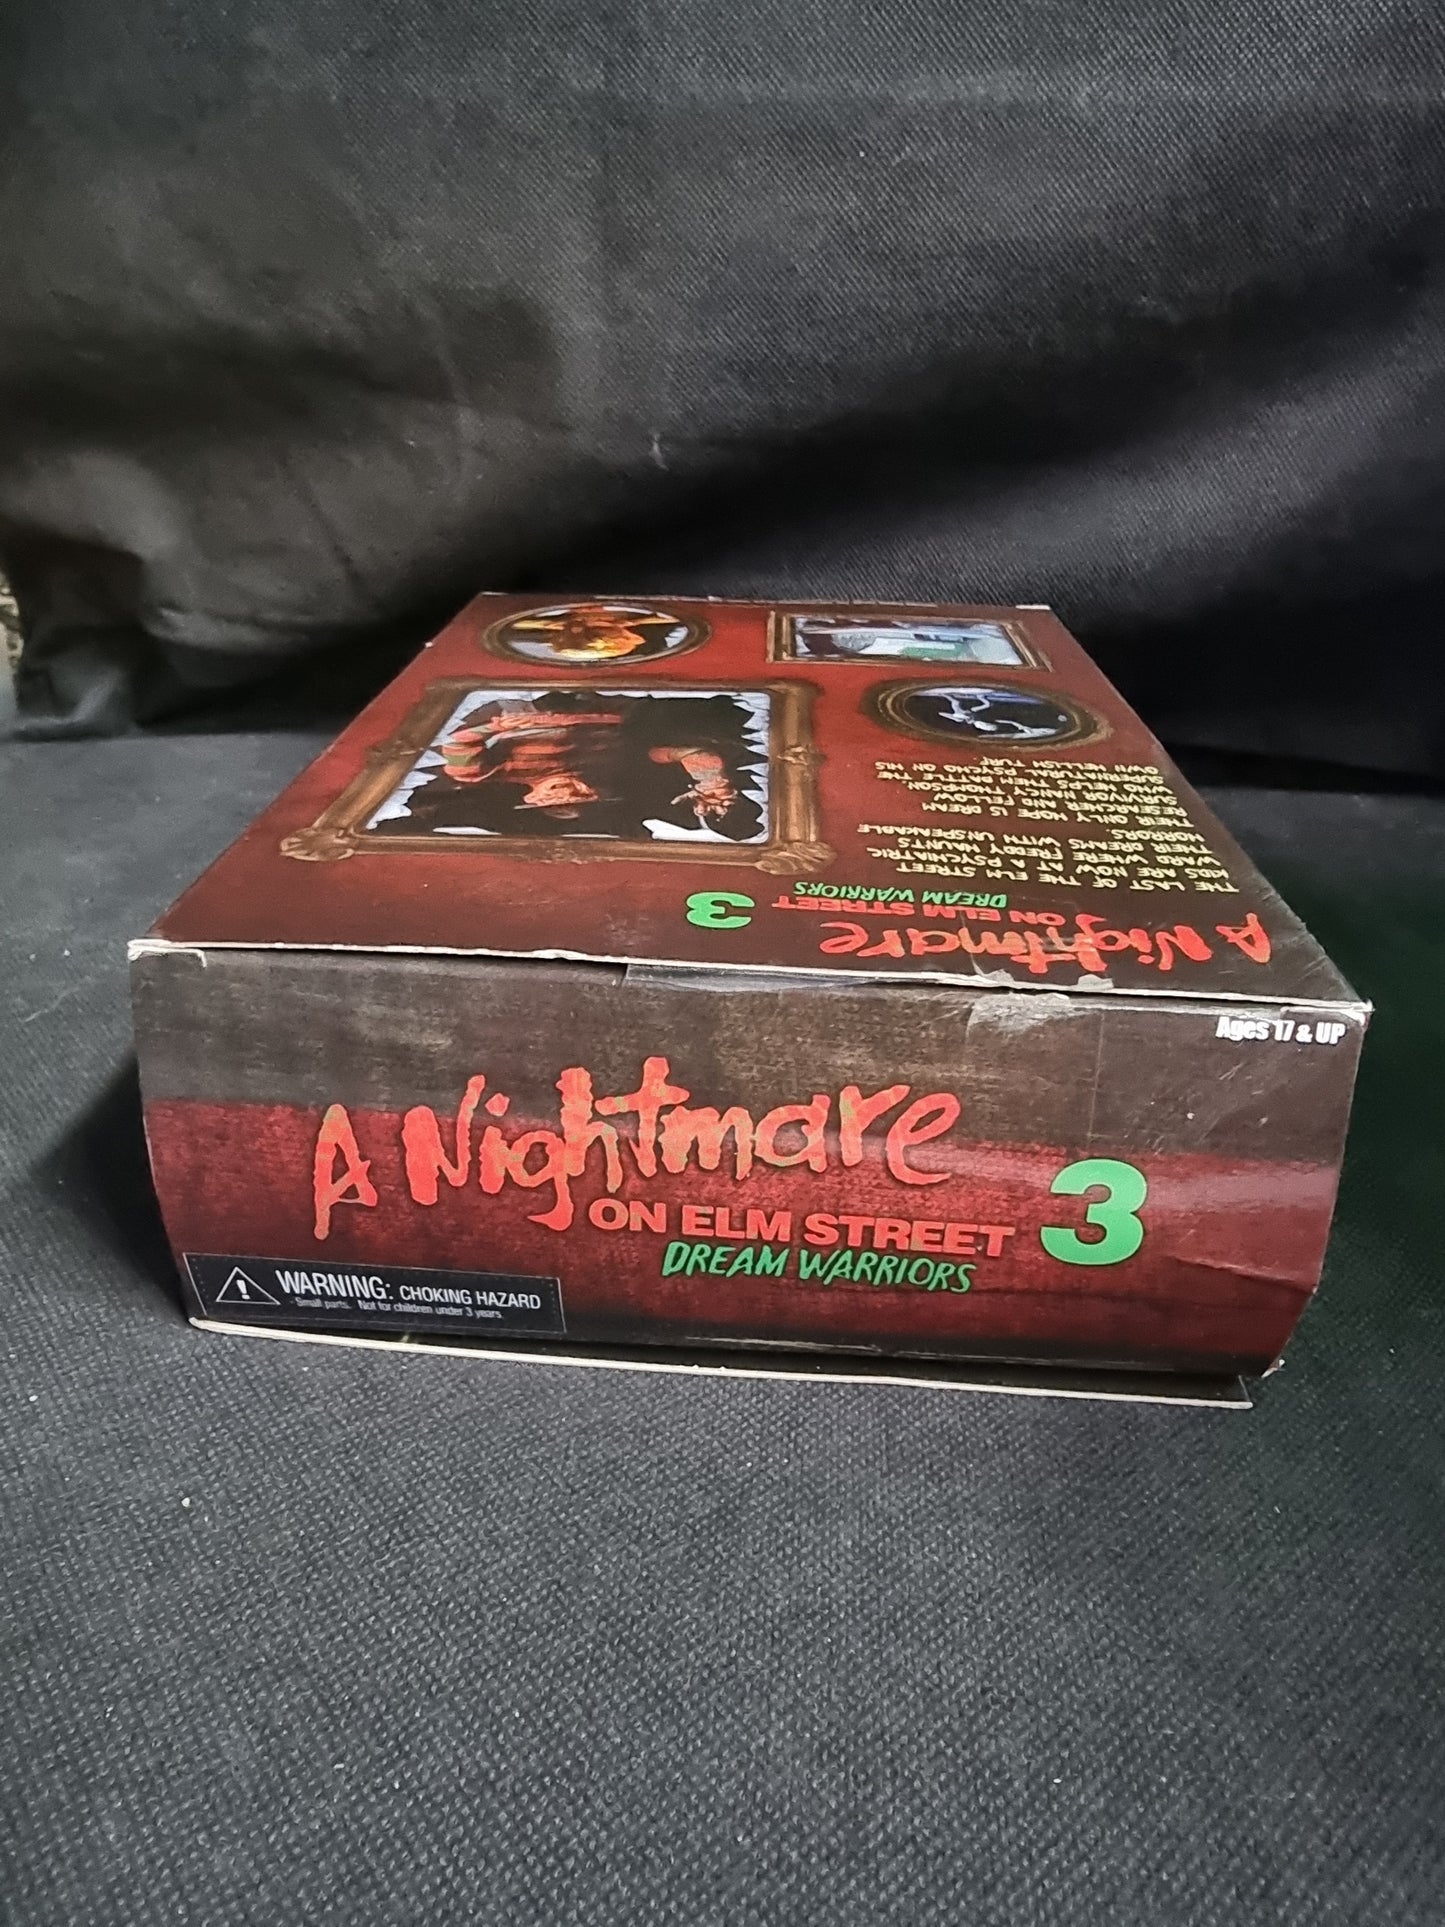 A Nightmare
ON ELM STREET 3
DREAM WARRIORS
THE LAST OF THE ELM STREET
KIDS ARE NOW AT A PSYCHIATRIC
WARD WHERE FREDDY HAUNTS
THEIR DREAMS WITH UNSPEAKABLE
HORRORS.
THEIR ONLY HOPE IS DREAM
RESEARCHER AND FELLOW
SURVIVOR NANCY THOMPSON,
WHO HELPS THEM BATTLE THE
SUPERNATURAL PSYCHO ON HIS
OWN HELLISH TURF.
Ages 17 & UP
A Nightmare
ON ELM STREET 3
DREAM WARRIORS
WARNING: CHOKING HAZARD
Small parts. Not for children under 3 years.